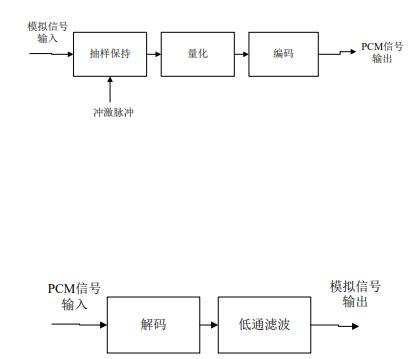 模拟信号
输入
抽样保持
量化
编码
PCM信号
输出
冲激脉冲
PCM信号
输入
解码
低通滤波
模拟信号
输出